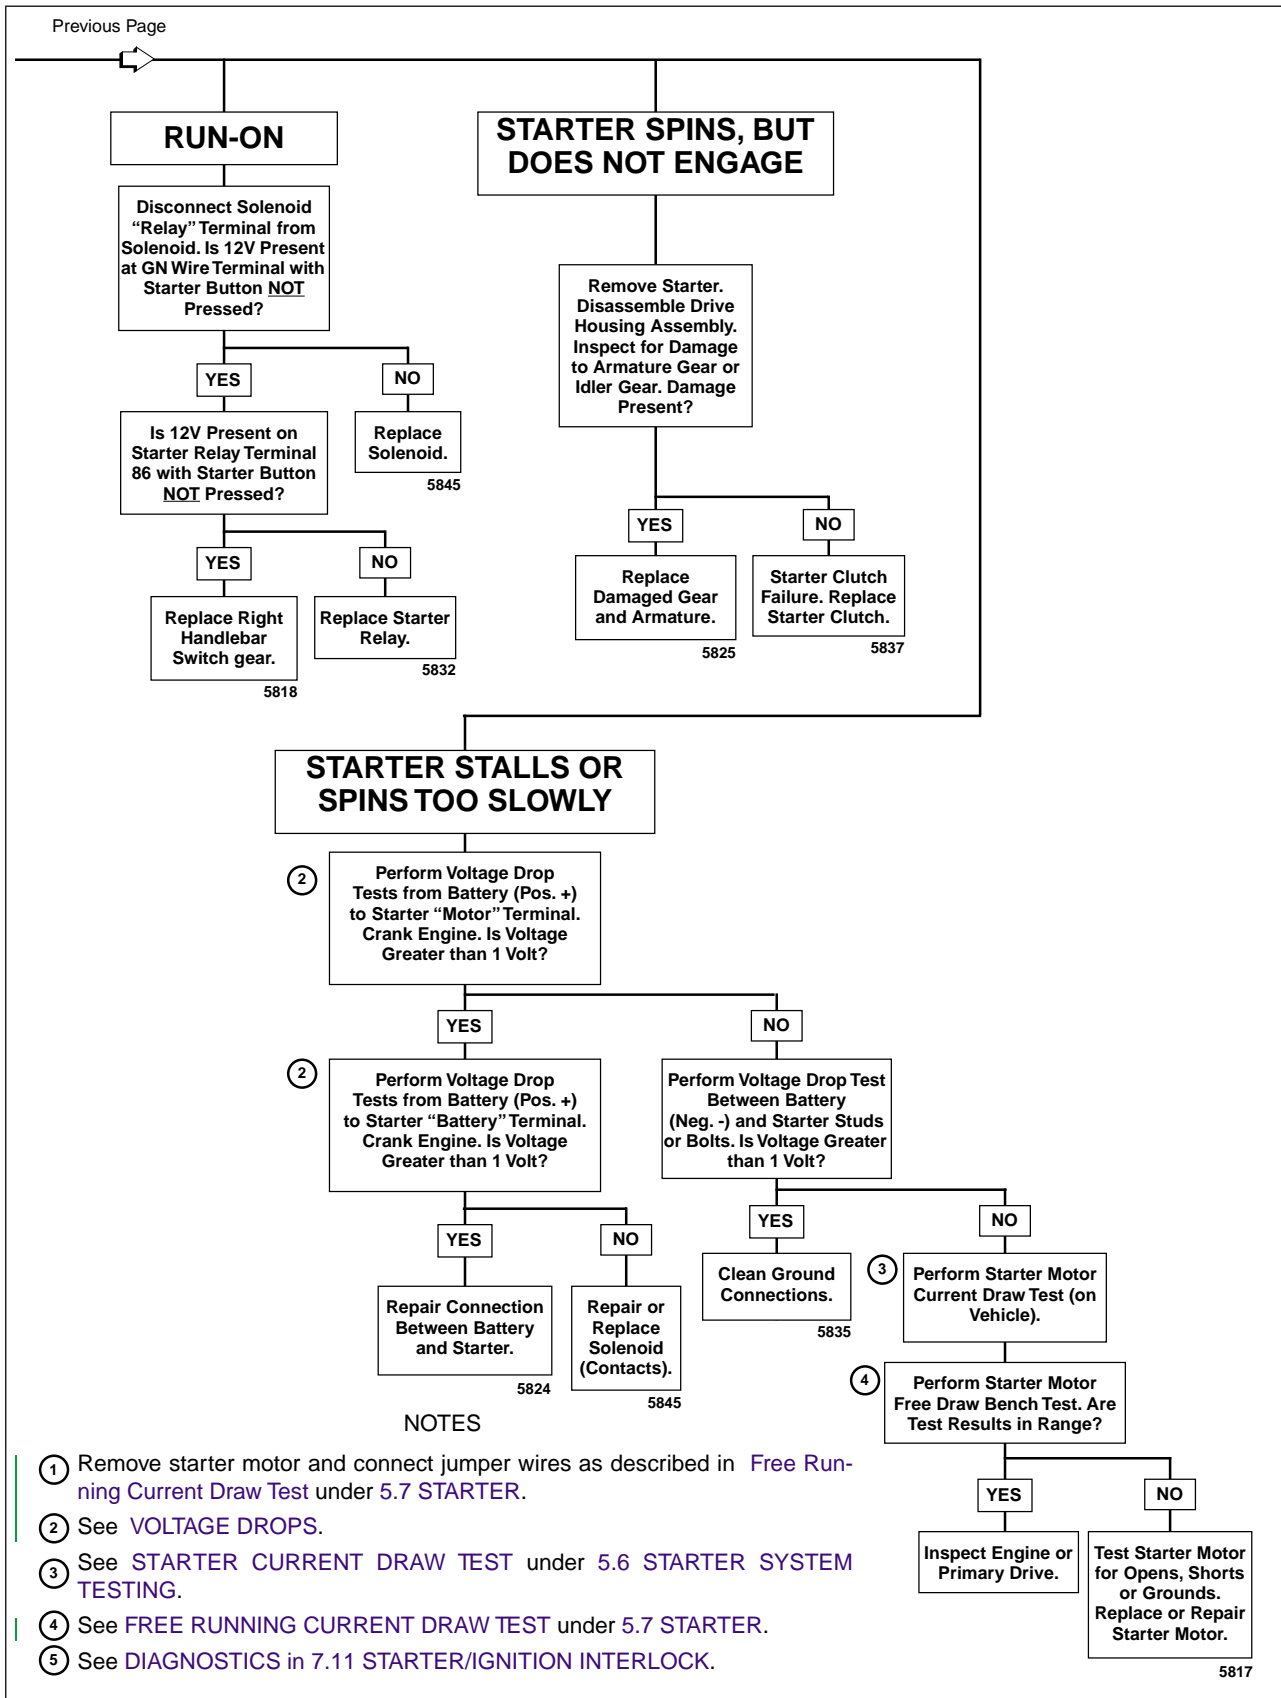 Previous Page
RUN-ON
Disconnect Solenoid
“Relay” Terminal from
Solenoid. Is 12V Present
at GN Wire Terminal with
Starter Button NOT
Pressed?
YES
NO
Is 12V Present on
Starter Relay Terminal
86 with Starter Button
NOT Pressed?
Replace
Solenoid.
5845
YES
NO
Replace Right
Handlebar
Switch gear.
5818
Replace Starter
Relay.
5832
STARTER SPINS, BUT
DOES NOT ENGAGE
Remove Starter.
Disassemble Drive
Housing Assembly.
Inspect for Damage
to Armature Gear or
Idler Gear. Damage
Present?
YES
NO
Replace
Damaged Gear
and Armature.
5825
Starter Clutch
Failure. Replace
Starter Clutch.
5837
STARTER STALLS OR
SPINS TOO SLOWLY
2
Perform Voltage Drop
Tests from Battery (Pos. +)
to Starter “Motor” Terminal.
Crank Engine. Is Voltage
Greater than 1 Volt?
YES
NO
2
Perform Voltage Drop
Tests from Battery (Pos. +)
to Starter “Battery” Terminal.
Crank Engine. Is Voltage
Greater than 1 Volt?
Perform Voltage Drop Test
Between Battery
(Neg. -) and Starter Studs
or Bolts. Is Voltage Greater
than 1 Volt?
YES
NO
YES
NO
Repair Connection
Between Battery
and Starter.
5824
Repair or
Replace
Solenoid
(Contacts).
5845
Clean Ground
Connections.
5835
3
Perform Starter Motor
Current Draw Test (on
Vehicle).
4
Perform Starter Motor
Free Draw Bench Test. Are
Test Results in Range?
YES
NO
Inspect Engine or
Primary Drive.
Test Starter Motor
for Opens, Shorts
or Grounds.
Replace or Repair
Starter Motor.
5817
NOTES
1 Remove starter motor and connect jumper wires as described in Free Run-
ning Current Draw Test under 5.7 STARTER.
2 See VOLTAGE DROPS.
3 See STARTER CURRENT DRAW TEST under 5.6 STARTER SYSTEM
TESTING.
4 See FREE RUNNING CURRENT DRAW TEST under 5.7 STARTER.
5 See DIAGNOSTICS in 7.11 STARTER/IGNITION INTERLOCK.